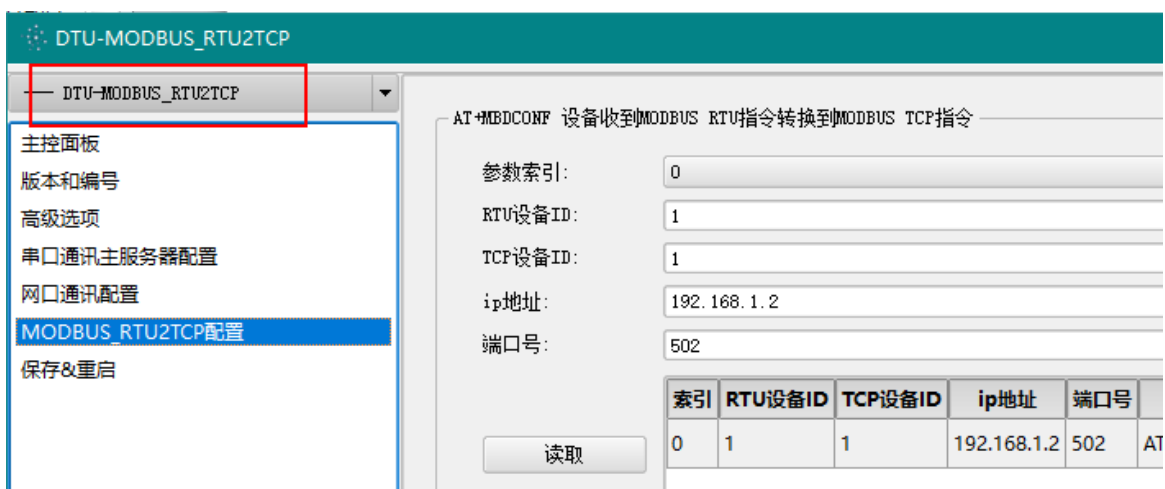 DTU-MODBUS_RTU2TCP
DTU-MODBUS_RTU2TCP
主控面板
版本和编号
高级选项
串口通讯主服务器配置
网口通讯配置
MODBUS_RTU2TCP配置
保存&重启
AT+MBDCONF 设备收到MODBUS RTU指令转换到MODBUS TCP指令
参数索引: 0
RTU设备ID: 1
TCP设备ID: 1
ip地址: 192.168.1.2
端口号: 502
索引 RTU设备ID TCP设备ID ip地址 端口号
0 1 1 192.168.1.2 502 AT
读取